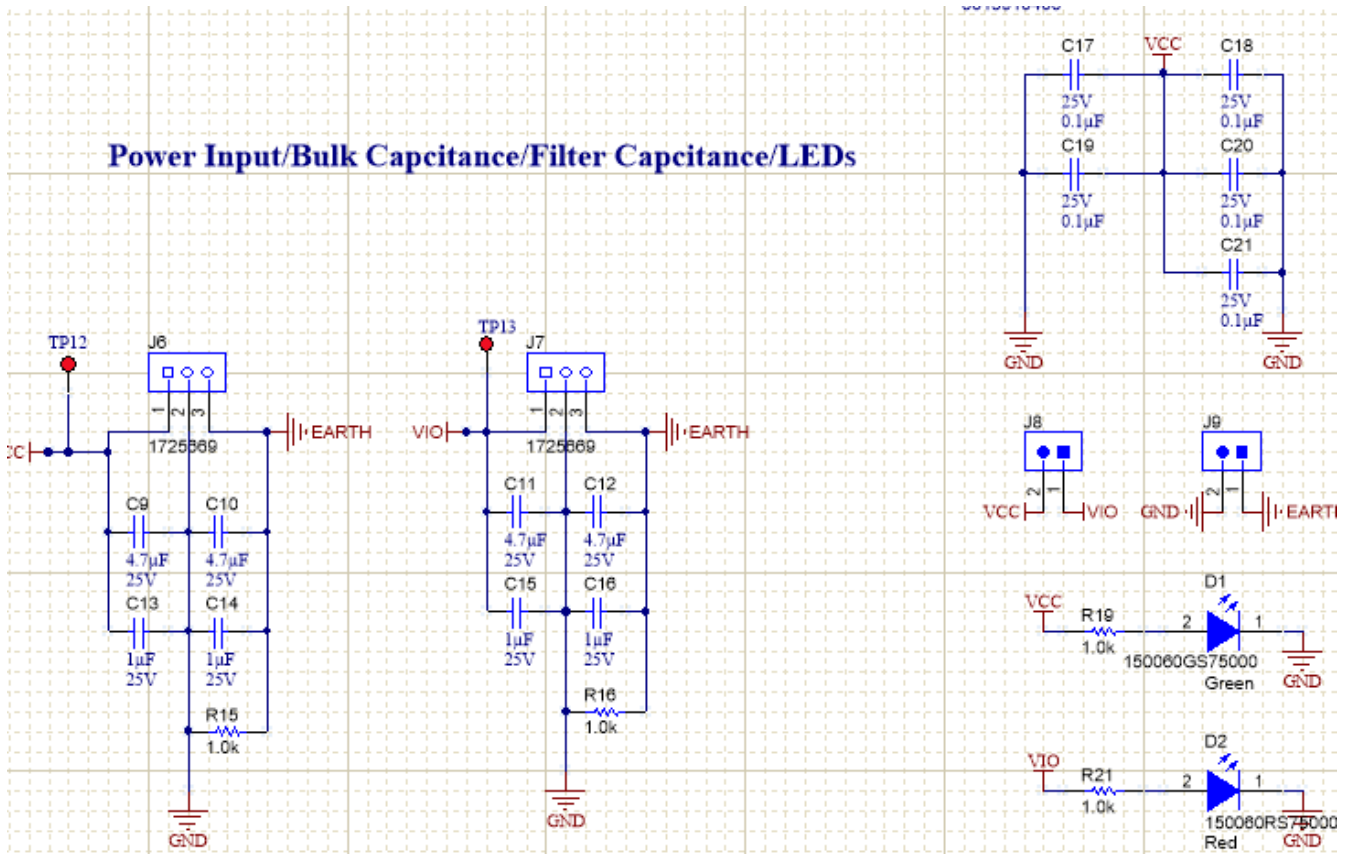 C17
VCC
C18
25V
0.1µF
25V
0.1µF
Power Input/Bulk Capcitance/Filter Capcitance/LEDs
C19
C20
25V
0.1µF
25V
0.1µF
C21
25V
0.1µF
GND
GND
TP12
J6
1
2
3
1725669
EARTH
C9
C10
4.7µF
25V
4.7µF
25V
C13
C14
1µF
25V
1µF
25V
R15
1.0k
GND
TP13
J7
1
2
3
VIO
1725669
EARTH
C11
C12
4.7µF
25V
4.7µF
25V
C15
C16
1µF
25V
1µF
25V
R16
1.0k
GND
J8
2
1
VCC
VIO
J9
2
1
GND
EARTH
VCC
R19
1.0k
D1
2
1
150060GS75000
Green
GND
VIO
R21
1.0k
D2
2
1
150060RS75000
Red
GND